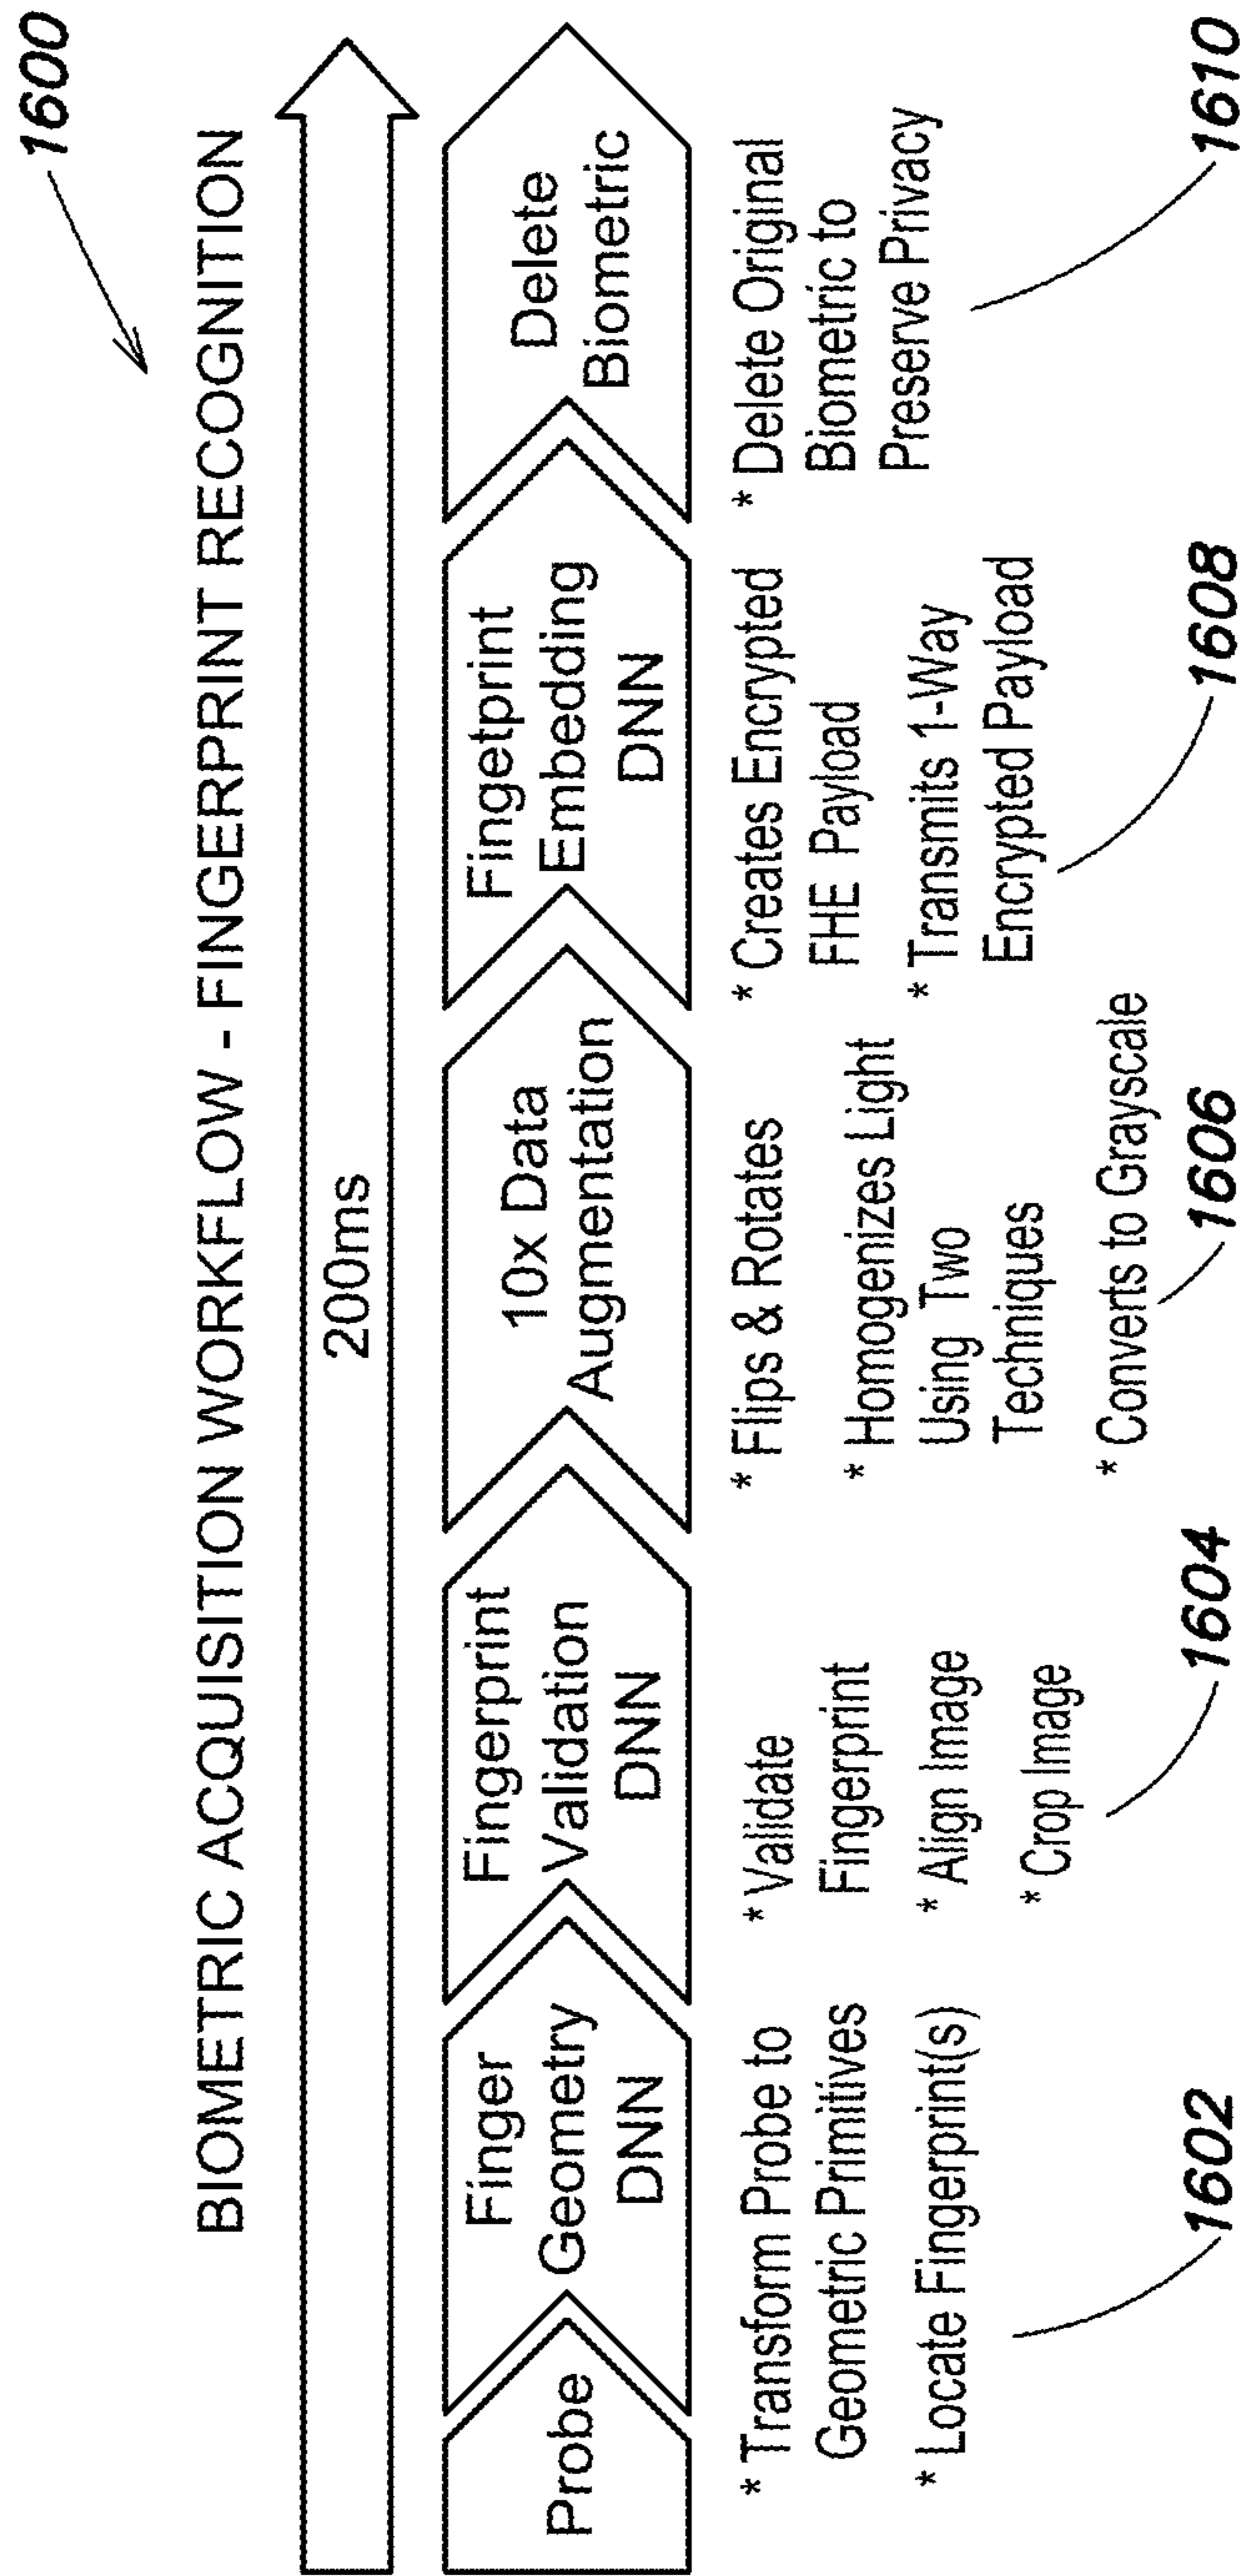 1600
BIOMETRIC ACQUISITION WORKFLOW - FINGERPRINT RECOGNITION
200ms
Probe
Finger
Geometry
DNN
Fingerprint
Validation
DNN
10x Data
Augmentation
Fingetprint
Embedding
DNN
Delete
Biometric
* Transform Probe to
Geometric Primitives
* Locate Fingerprint(s)
1602
* Validate
Fingerprint
* Align Image
* Crop Image
1604
* Flips & Rotates
* Homogenizes Light
Using Two
Techniques
* Converts to Grayscale
1606
* Creates Encrypted
FHE Payload
* Transmits 1-Way
Encrypted Payload
1608
* Delete Original
Biometric to
Preserve Privacy
1610